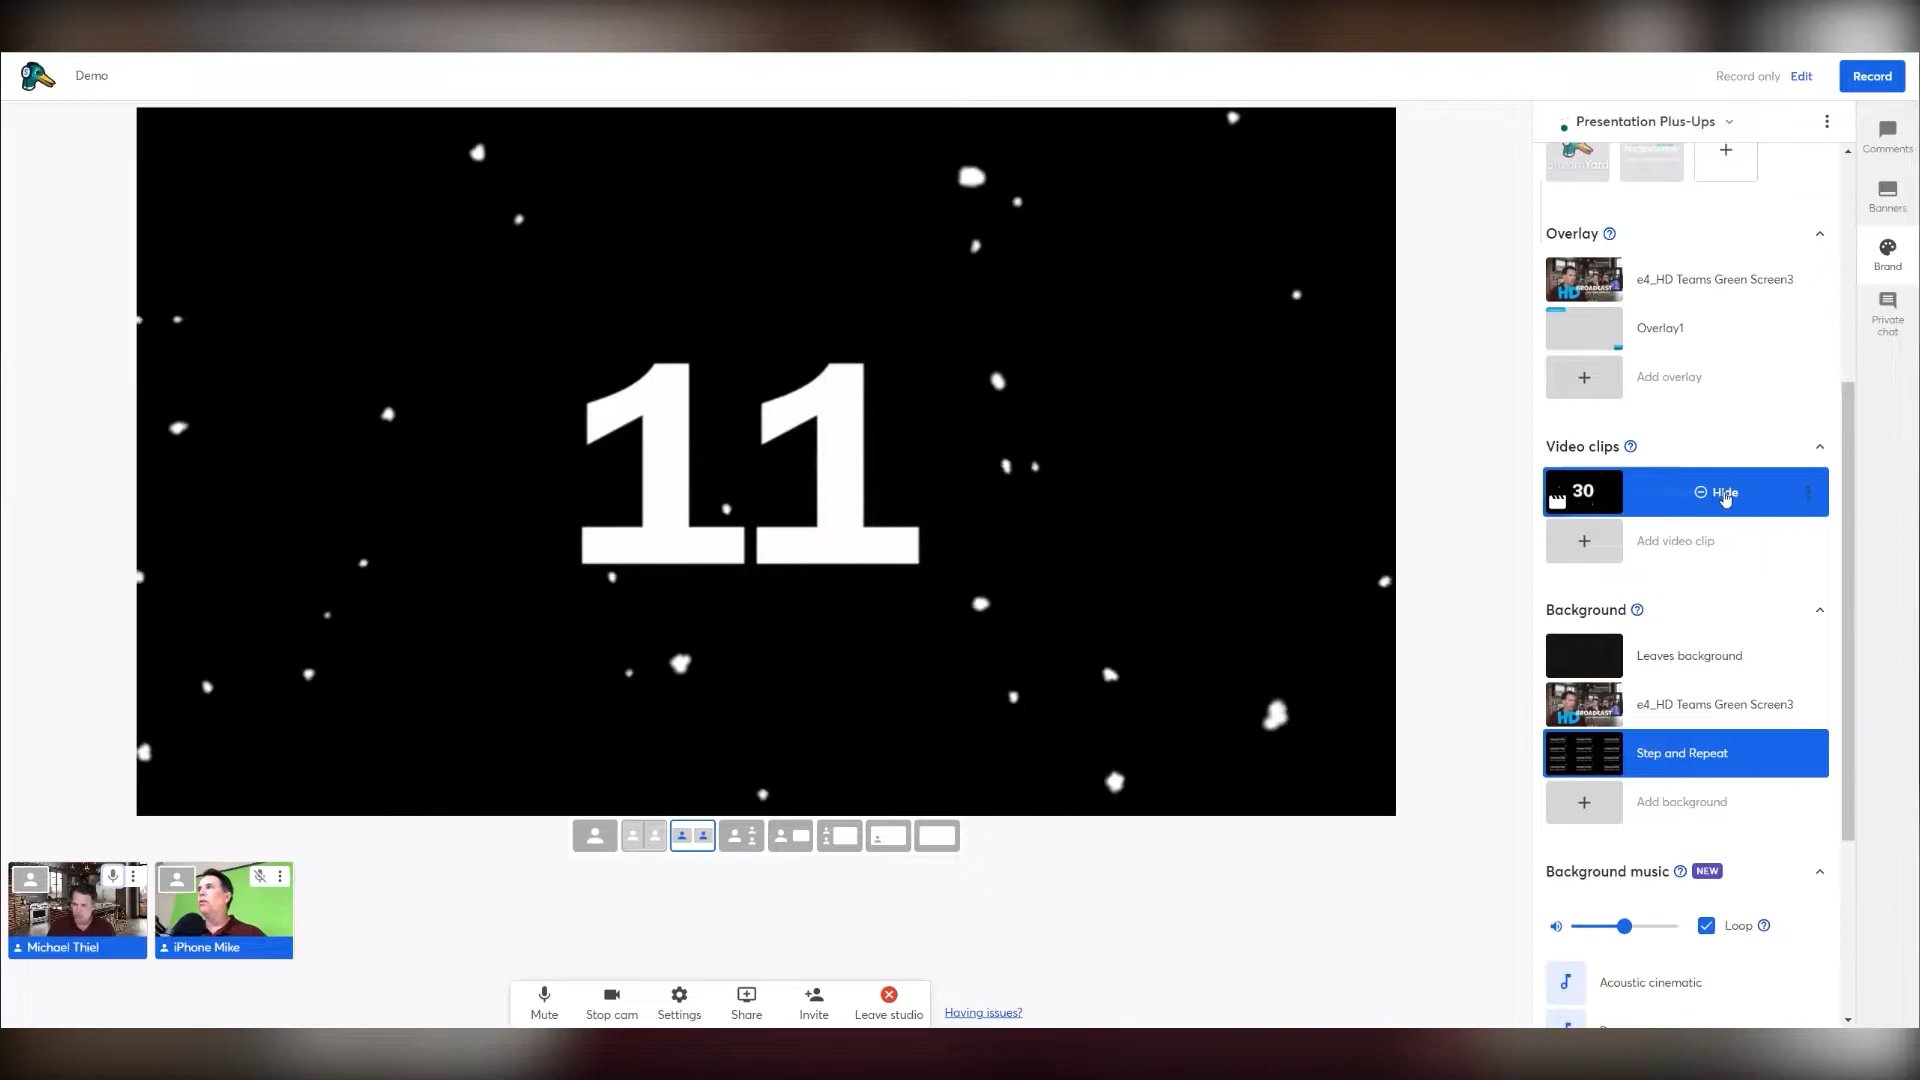 Demo
Record only Edit Record
Presentation Plus-Ups
Comments
Banners
Brand
Private chat
Overlay
e4_HD Teams Green Screen3
Overlay1
Add overlay
Video clips
30
Hide
Add video clip
11
Background
Leaves background
e4_HD Teams Green Screen3
Step and Repeat
Add background
Background music NEW
Loop
Acoustic cinematic
Michael Thiel
iPhone Mike
Mute
Stop cam
Settings
Share
Invite
Leave studio
Having issues?